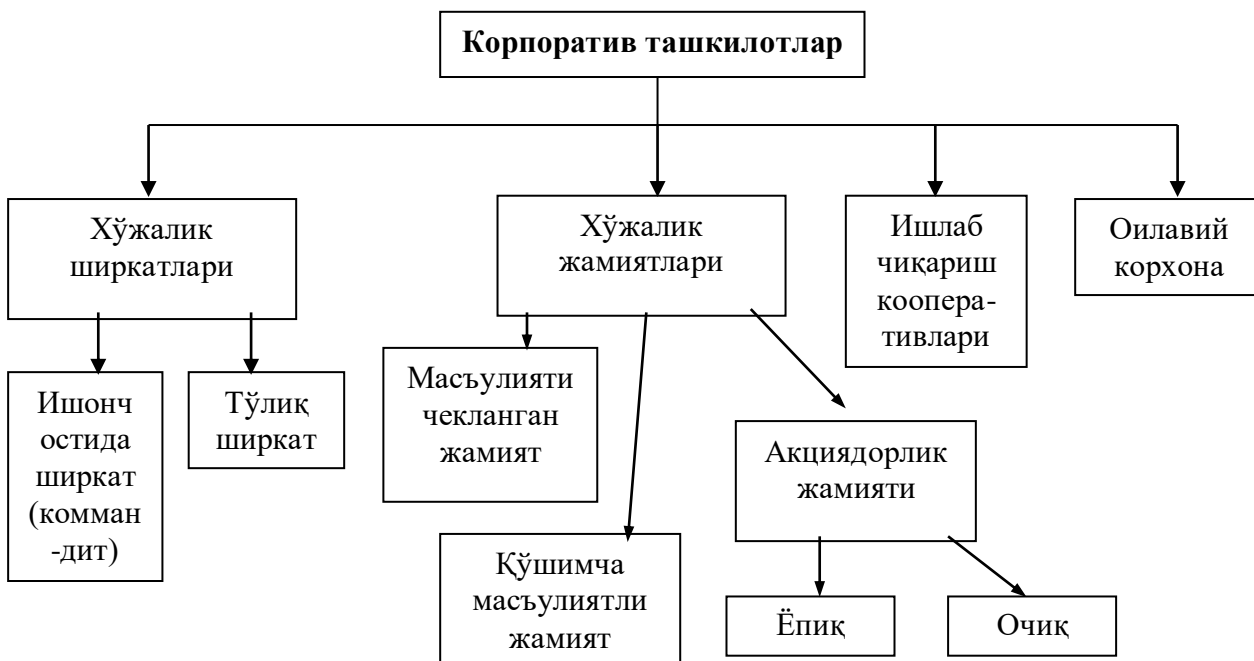 Корпоратив ташкилотлар
Хўжалик
ширкатлари
Хўжалик
жамиятлари
Ишлаб
чиқариш
коопера-
тивлари
Оилавий
корхона
Ишонч
остида
ширкат
(комман
-дит)
Тўлиқ
ширкат
Масъулияти
чекланган
жамият
Қўшимча
масъулиятли
жамият
Акциядорлик
жамияти
Ёпиқ
Очиқ